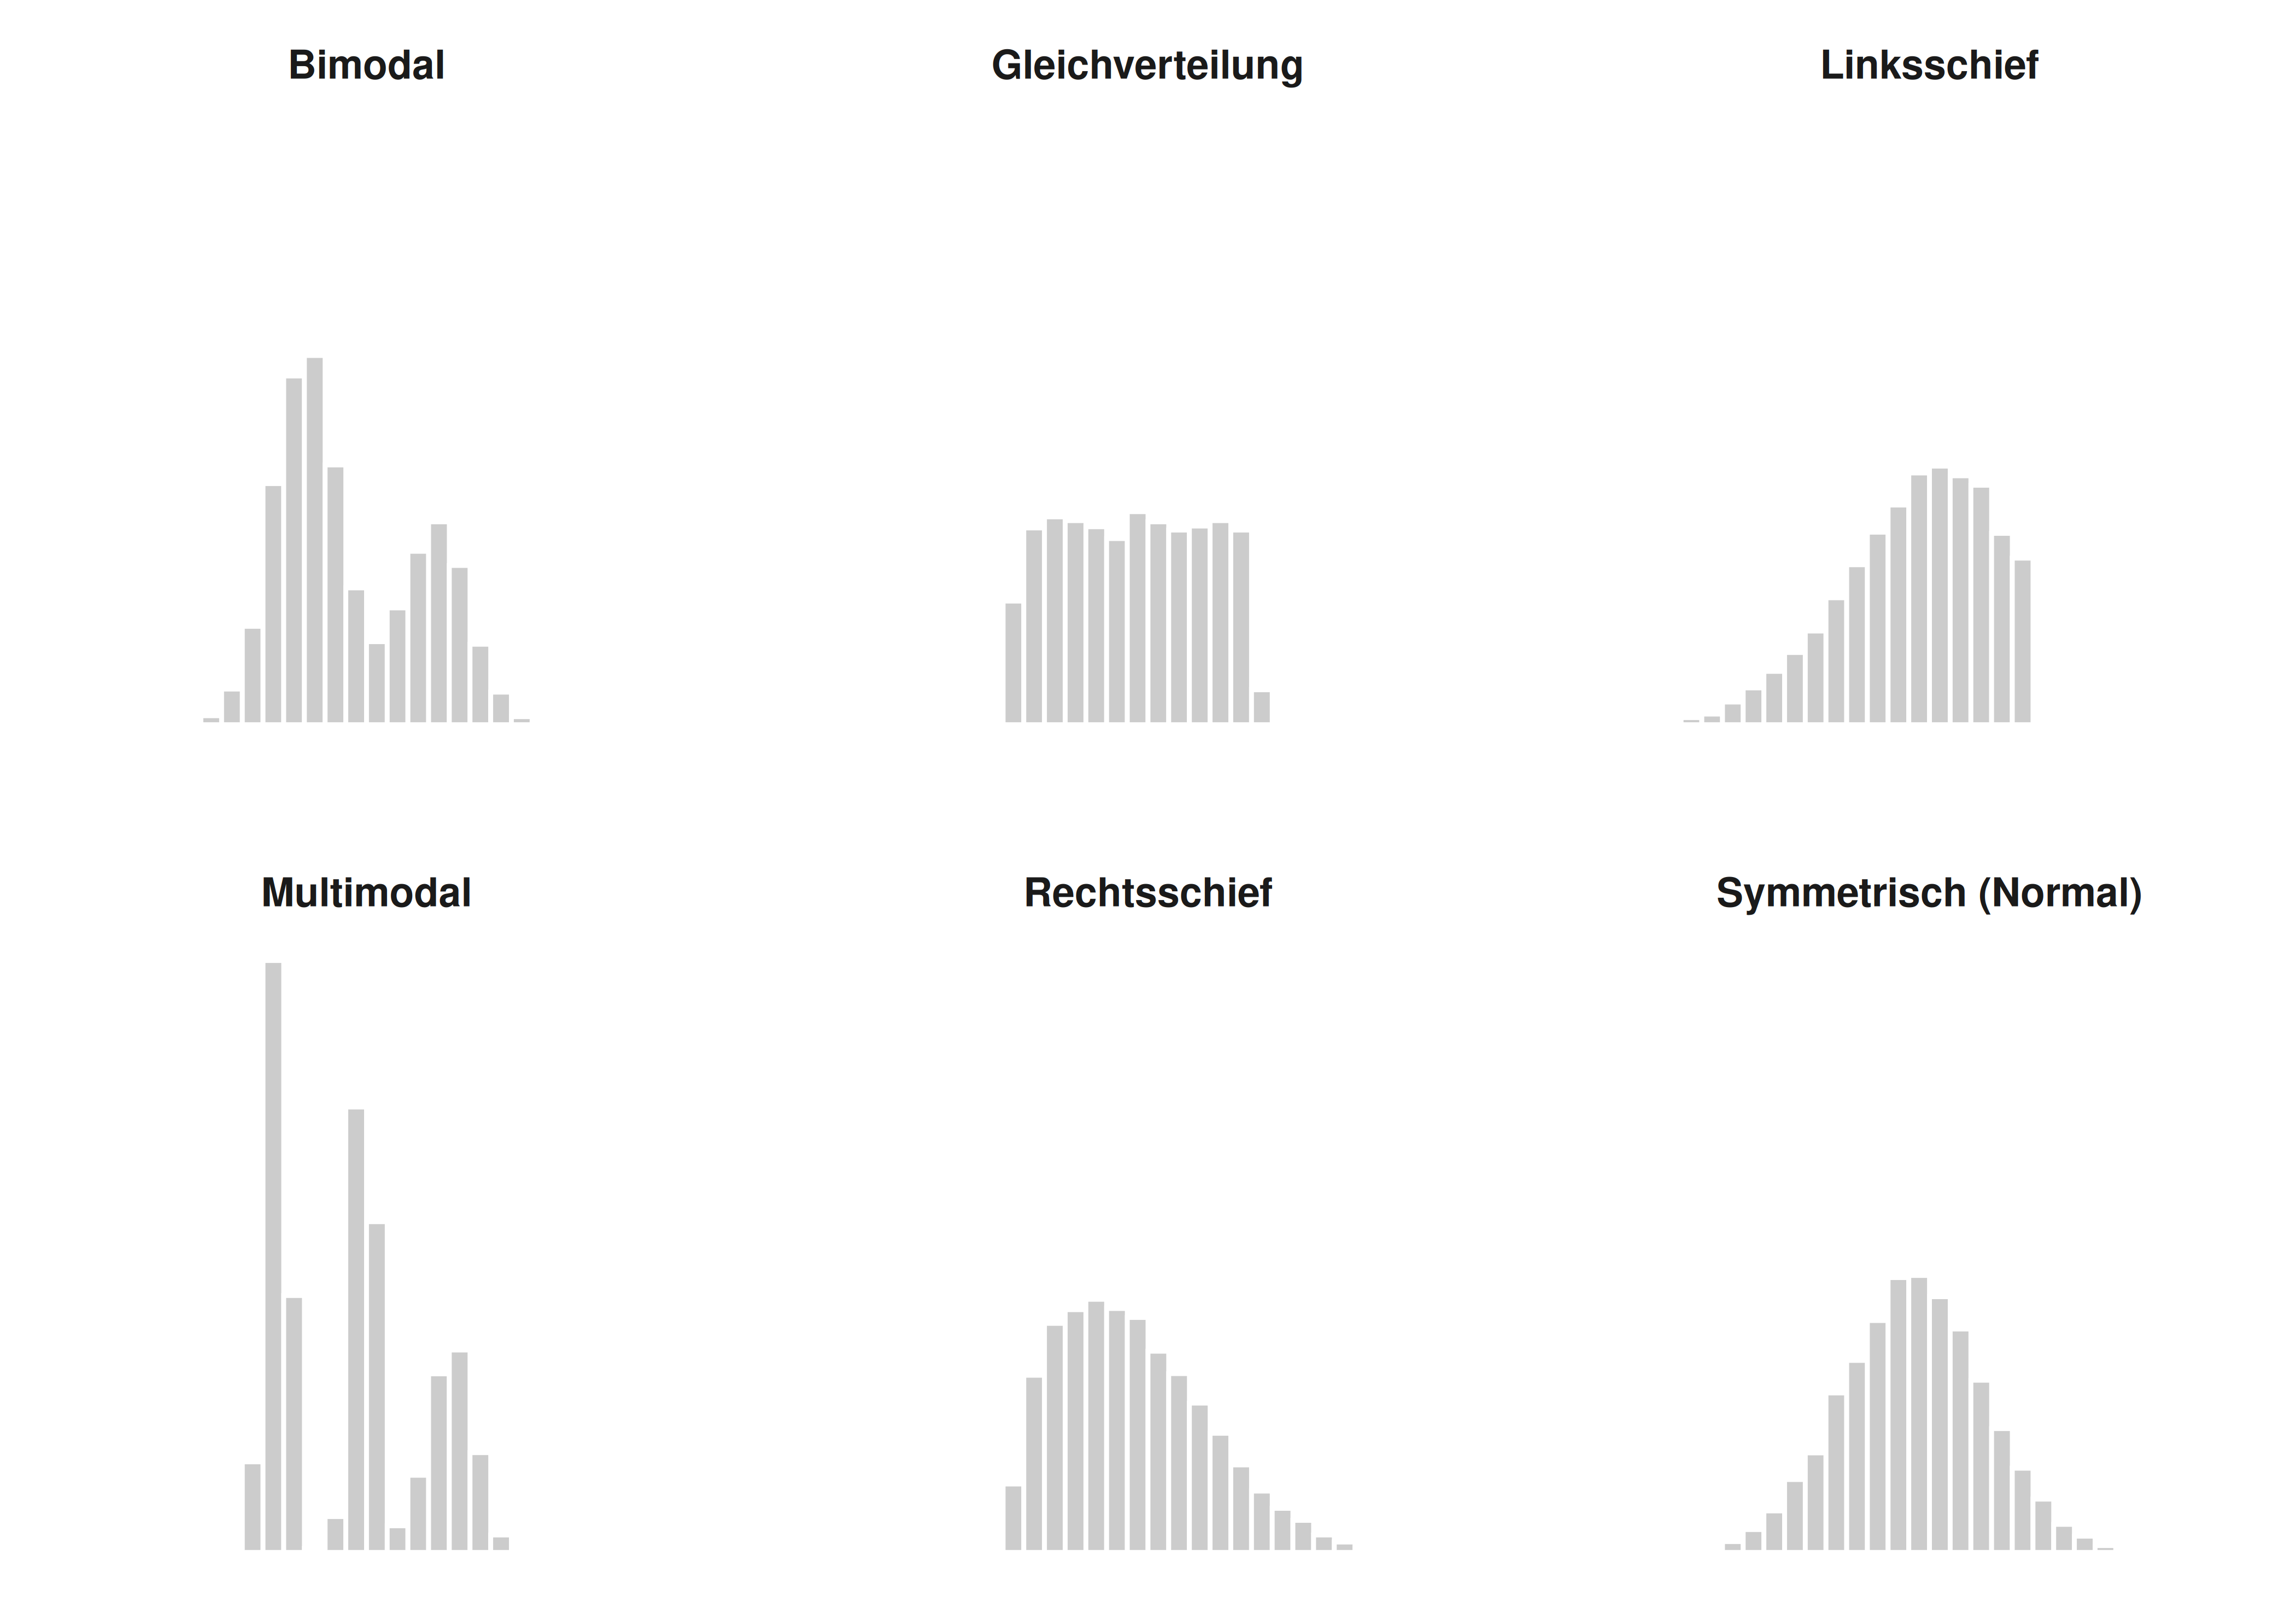 Bimodal
Gleichverteilung
Linksschief
Multimodal
Rechtsschief
Symmetrisch (Normal)